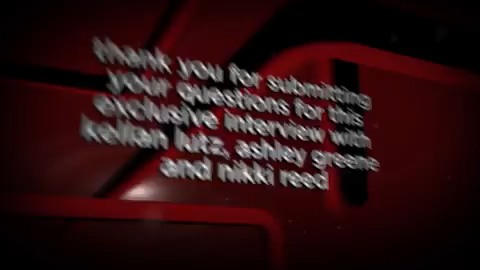 thank you for submitting
your questions for this
exclusive interview with
kellan lutz, ashley greene
and nikki reed